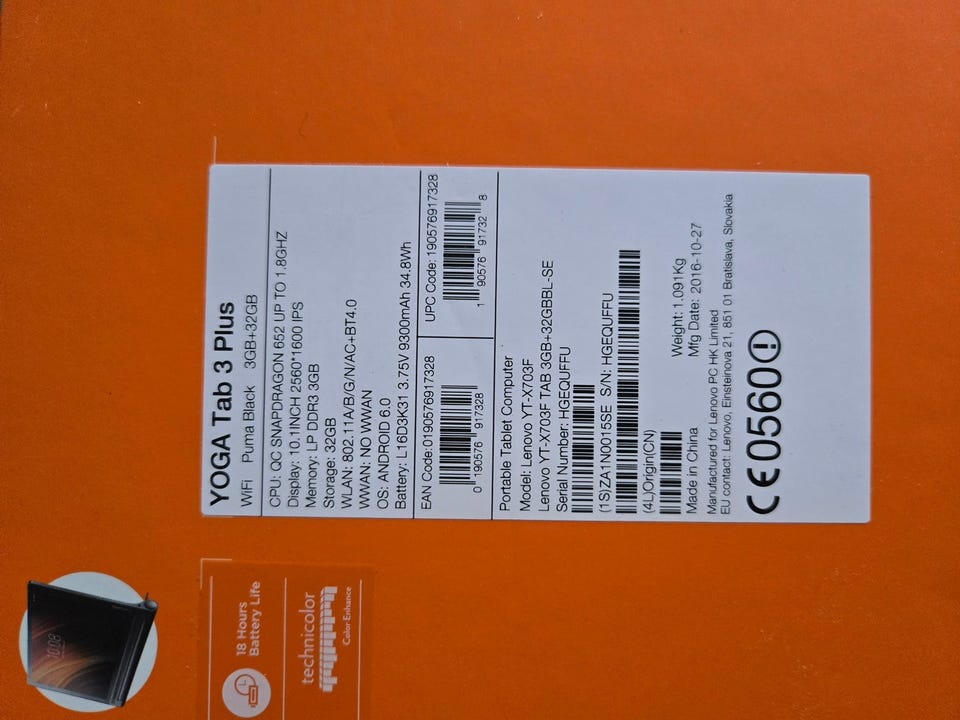 YOGA Tab 3 Plus
WiFi Puma Black 3GB+32GB
CPU: QC SNAPDRAGON 652 UP TO 1.8GHZ
Display: 10.1INCH 2560*1600 IPS
Memory: LP DDR3 3GB
Storage: 32GB
WLAN: 802.11A/B/G/N/AC+BT4.0
WWAN: NO WWAN
OS: ANDROID 6.0
Battery: L16D3K31 3.75V 9300mAh 34.8Wh
EAN Code:0190576917328
0 190576 917328
UPC Code: 190576917328
1 90576 91732 8
Portable Tablet Computer
Model: Lenovo YT-X703F
Lenovo YT-X703F TAB 3GB+32GBBL-SE
Serial Number: HGEQUFFU
(1S)ZA1N0015SE S/N: HGEQUFFU
(4L)Origin(CN)
Weight: 1.091Kg
Made in China Mfg Date: 2016-10-27
Manufactured for Lenovo PC HK Limited
EU contact: Lenovo, Einsteinova 21, 851 01 Bratislava, Slovakia
CE0560
18 Hours
Battery Life
technicolor
Color Enhance